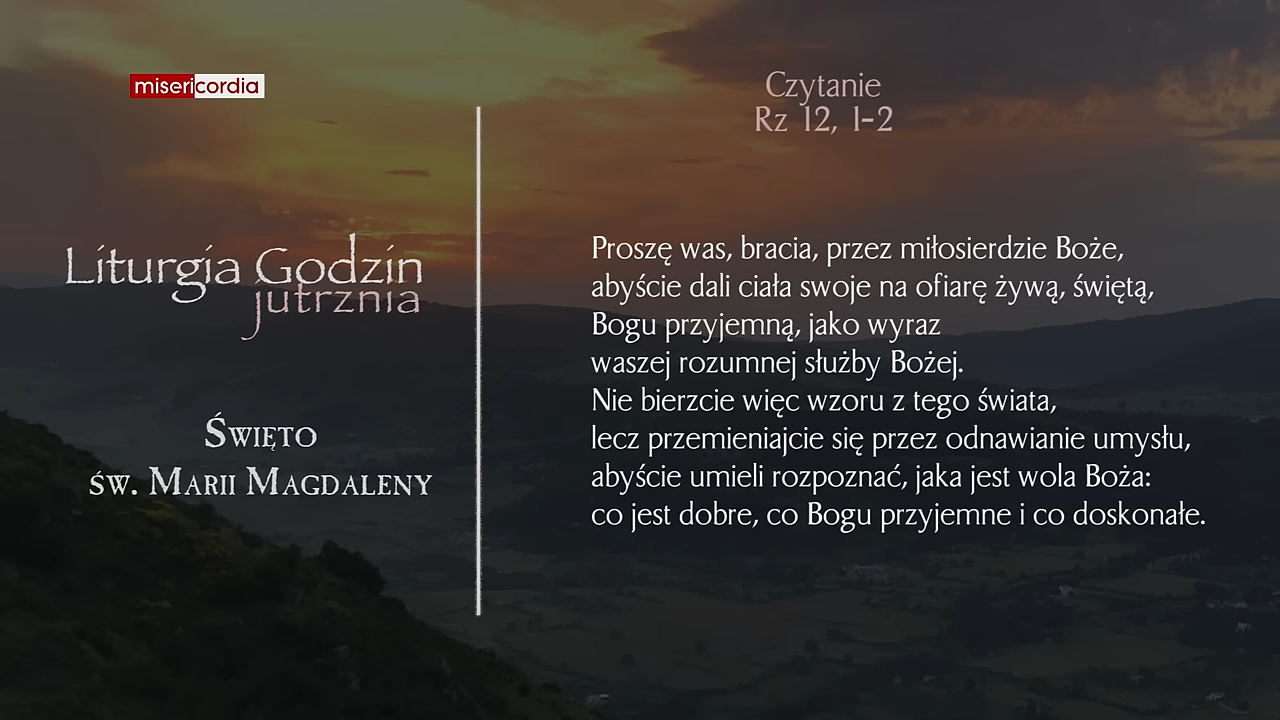 misericordia
Liturgia Godzin
jutrznia
Święto
św. Marii Magdaleny
Czytanie
Rz 12, 1-2
Proszę was, bracia, przez miłosierdzie Boże,
abyście dali ciała swoje na ofiarę żywą, świętą,
Bogu przyjemną, jako wyraz
waszej rozumnej służby Bożej.
Nie bierzcie więc wzoru z tego świata,
lecz przemieniajcie się przez odnawianie umysłu,
abyście umieli rozpoznać, jaka jest wola Boża:
co jest dobre, co Bogu przyjemne i co doskonałe.